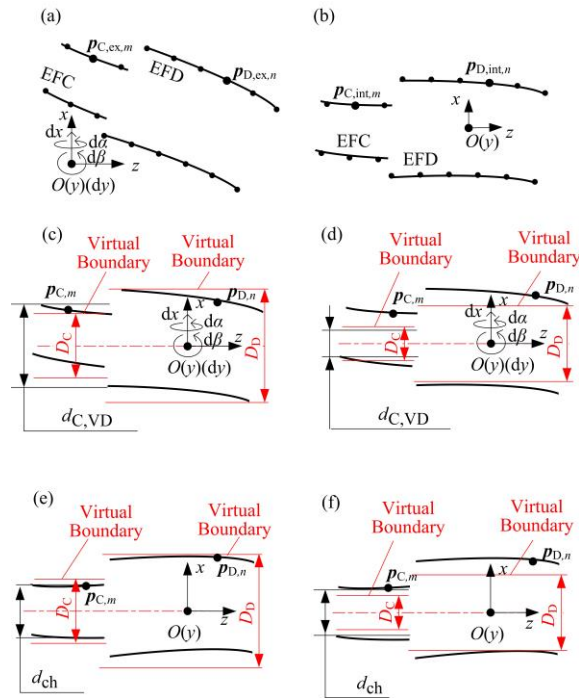 (a)
p_C,ex,m
EFD
p_D,ex,n
EFC
x
dx
dα
dβ
z
O(y)(dy)
(b)
p_D,int,n
p_C,int,m
x
z
O(y)
EFC
EFD
(c)
Virtual
Boundary
Virtual
Boundary
p_C,m
p_D,n
dx
x
dα
dβ
z
D_C
D_D
O(y)(dy)
d_C,VD
(d)
Virtual
Boundary
Virtual
Boundary
p_D,n
p_C,m
dx
x
dα
dβ
z
D_C
D_D
O(y)(dy)
d_C,VD
(e)
Virtual
Boundary
Virtual
Boundary
p_D,n
p_C,m
x
z
D_C
D_D
O(y)
d_ch
(f)
Virtual
Boundary
p_D,n
p_C,m
x
z
D_C
D_D
O(y)
d_ch